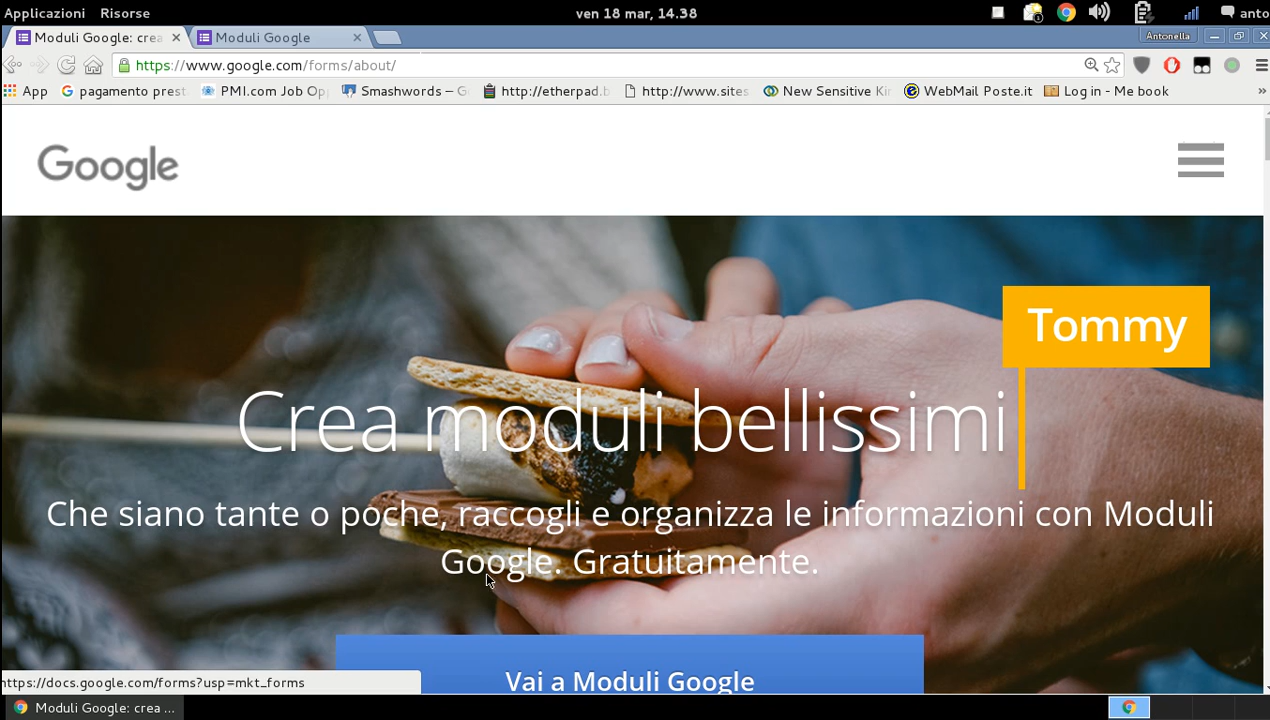 Applicazioni Risorse ven 18 mar, 14.38 anto
Moduli Google: crea Moduli Google Antonella
https://www.google.com/forms/about/
App pagamento prest PMI.com Job Op Smashwords – G http://etherpad.b http://www.sites New Sensitive Kir WebMail Poste.it Log in - Me book »
Google
Tommy
Crea moduli bellissimi
Che siano tante o poche, raccogli e organizza le informazioni con Moduli
Google. Gratuitamente.
Vai a Moduli Google
https://docs.google.com/forms?usp=mkt_forms
Moduli Google: crea ...